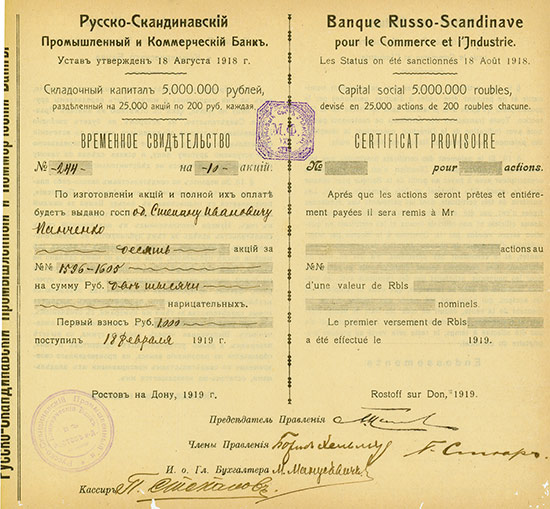 Русско-Скандинавскій
Промышленный и Коммерческій Банкъ.
Уставъ утвержденъ 18 Августа 1918 г.
Складочный капиталъ 5.000.000 рублей,
раздѣленный на 25,000 акцій по 200 руб. каждая.
ВРЕМЕННОЕ СВИДѢТЕЛЬСТВО
№ -244- на -10- акцій.
По изготовленіи акцій и полной ихъ оплатѣ
будетъ выдано господ. Степану Ивановичу
десять акцій за
№№ 1596-1605
на сумму Руб. двѣ тысячи
нарицательныхъ.
Первый взносъ Руб. 1000
поступилъ 18 февраля 1919 г.
Ростовъ на Дону, 1919 г.
Banque Russo-Scandinave
pour le Commerce et l'Jndustrie.
Les Status on été sanctionnés 18 Août 1918.
Capital social 5.000.000 roubles,
devisé en 25.000 actions de 200 roubles chacune.
CERTIFICAT PROVISOIRE
№ pour actions.
Aprés que les actions seront prêtes et entiére-
ment payées il sera remis à Mr
actions au
№№
d'une valeur de Rbls
nominels
Le premier versement de Rbls
a été effectué le 1919.
Rostoff sur Don, 1919.
М.Ф.
Предсѣдатель Правленія
Члены Правленія
И. о. Гл. Бухгалтера
Кассиръ П. Степановъ
Русско-Скандинавскій Промышленный и Коммерческій Банкъ